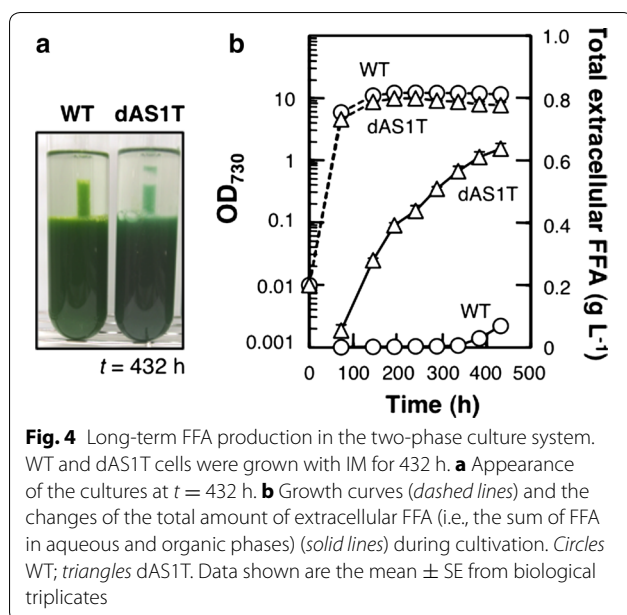 a
WT dAS1T
t = 432 h
b
OD730
10
1
0.1
0.01
0.001
WT
dAS1T
dAS1T
WT
1.0
0.8
0.6
0.4
0.2
0
Total extracellular FFA (g L-1)
0 100 200 300 400 500
Time (h)
Fig. 4 Long-term FFA production in the two-phase culture system.
WT and dAS1T cells were grown with IM for 432 h. a Appearance
of the cultures at t = 432 h. b Growth curves (dashed lines) and the
changes of the total amount of extracellular FFA (i.e., the sum of FFA
in aqueous and organic phases) (solid lines) during cultivation. Circles
WT; triangles dAS1T. Data shown are the mean ± SE from biological
triplicates